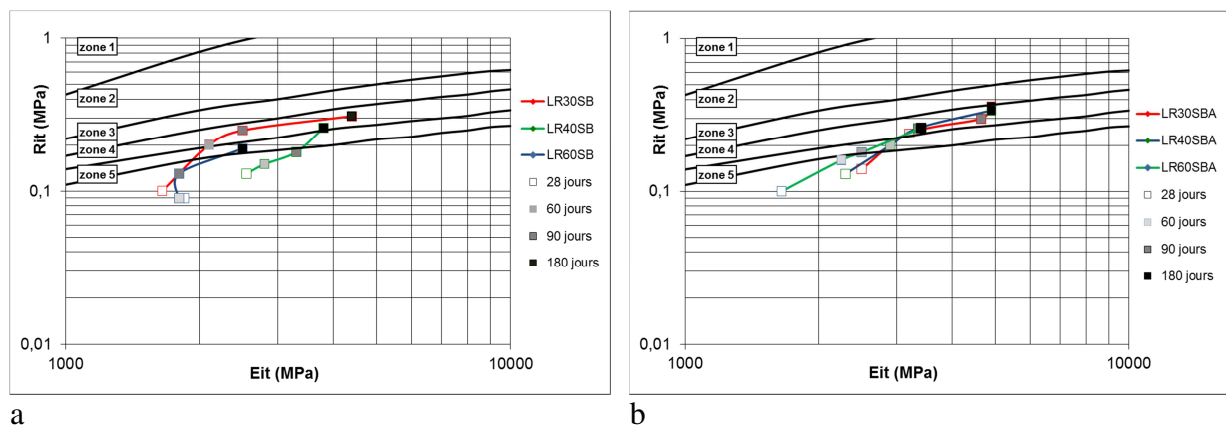 1
zone 1
zone 2
zone 3
zone 4
zone 5
0,1
0,01
1000
10000
Rit (MPa)
Eit (MPa)
LR30SB
LR40SB
LR60SB
28 jours
60 jours
90 jours
180 jours
a
1
zone 1
zone 2
zone 3
zone 4
zone 5
0,1
0,01
1000
10000
Rit (MPa)
Eit (MPa)
LR30SBA
LR40SBA
LR60SBA
28 jours
60 jours
90 jours
180 jours
b